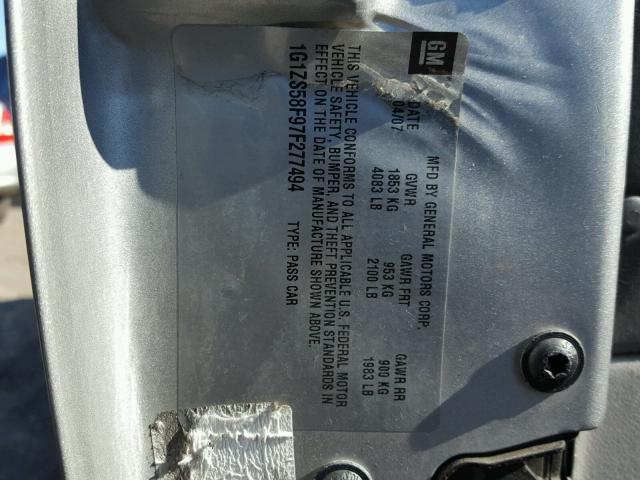 GM
MFD BY GENERAL MOTORS CORP.
DATE GVWR GAWR FRT GAWR RR
04/07 1853 KG 953 KG 900 KG
4083 LB 2100 LB 1983 LB
THIS VEHICLE CONFORMS TO ALL APPLICABLE U.S. FEDERAL MOTOR
VEHICLE SAFETY, BUMPER, AND THEFT PREVENTION STANDARDS IN
EFFECT ON THE DATE OF MANUFACTURE SHOWN ABOVE.
1G1ZS58F97F277494 TYPE: PASS CAR